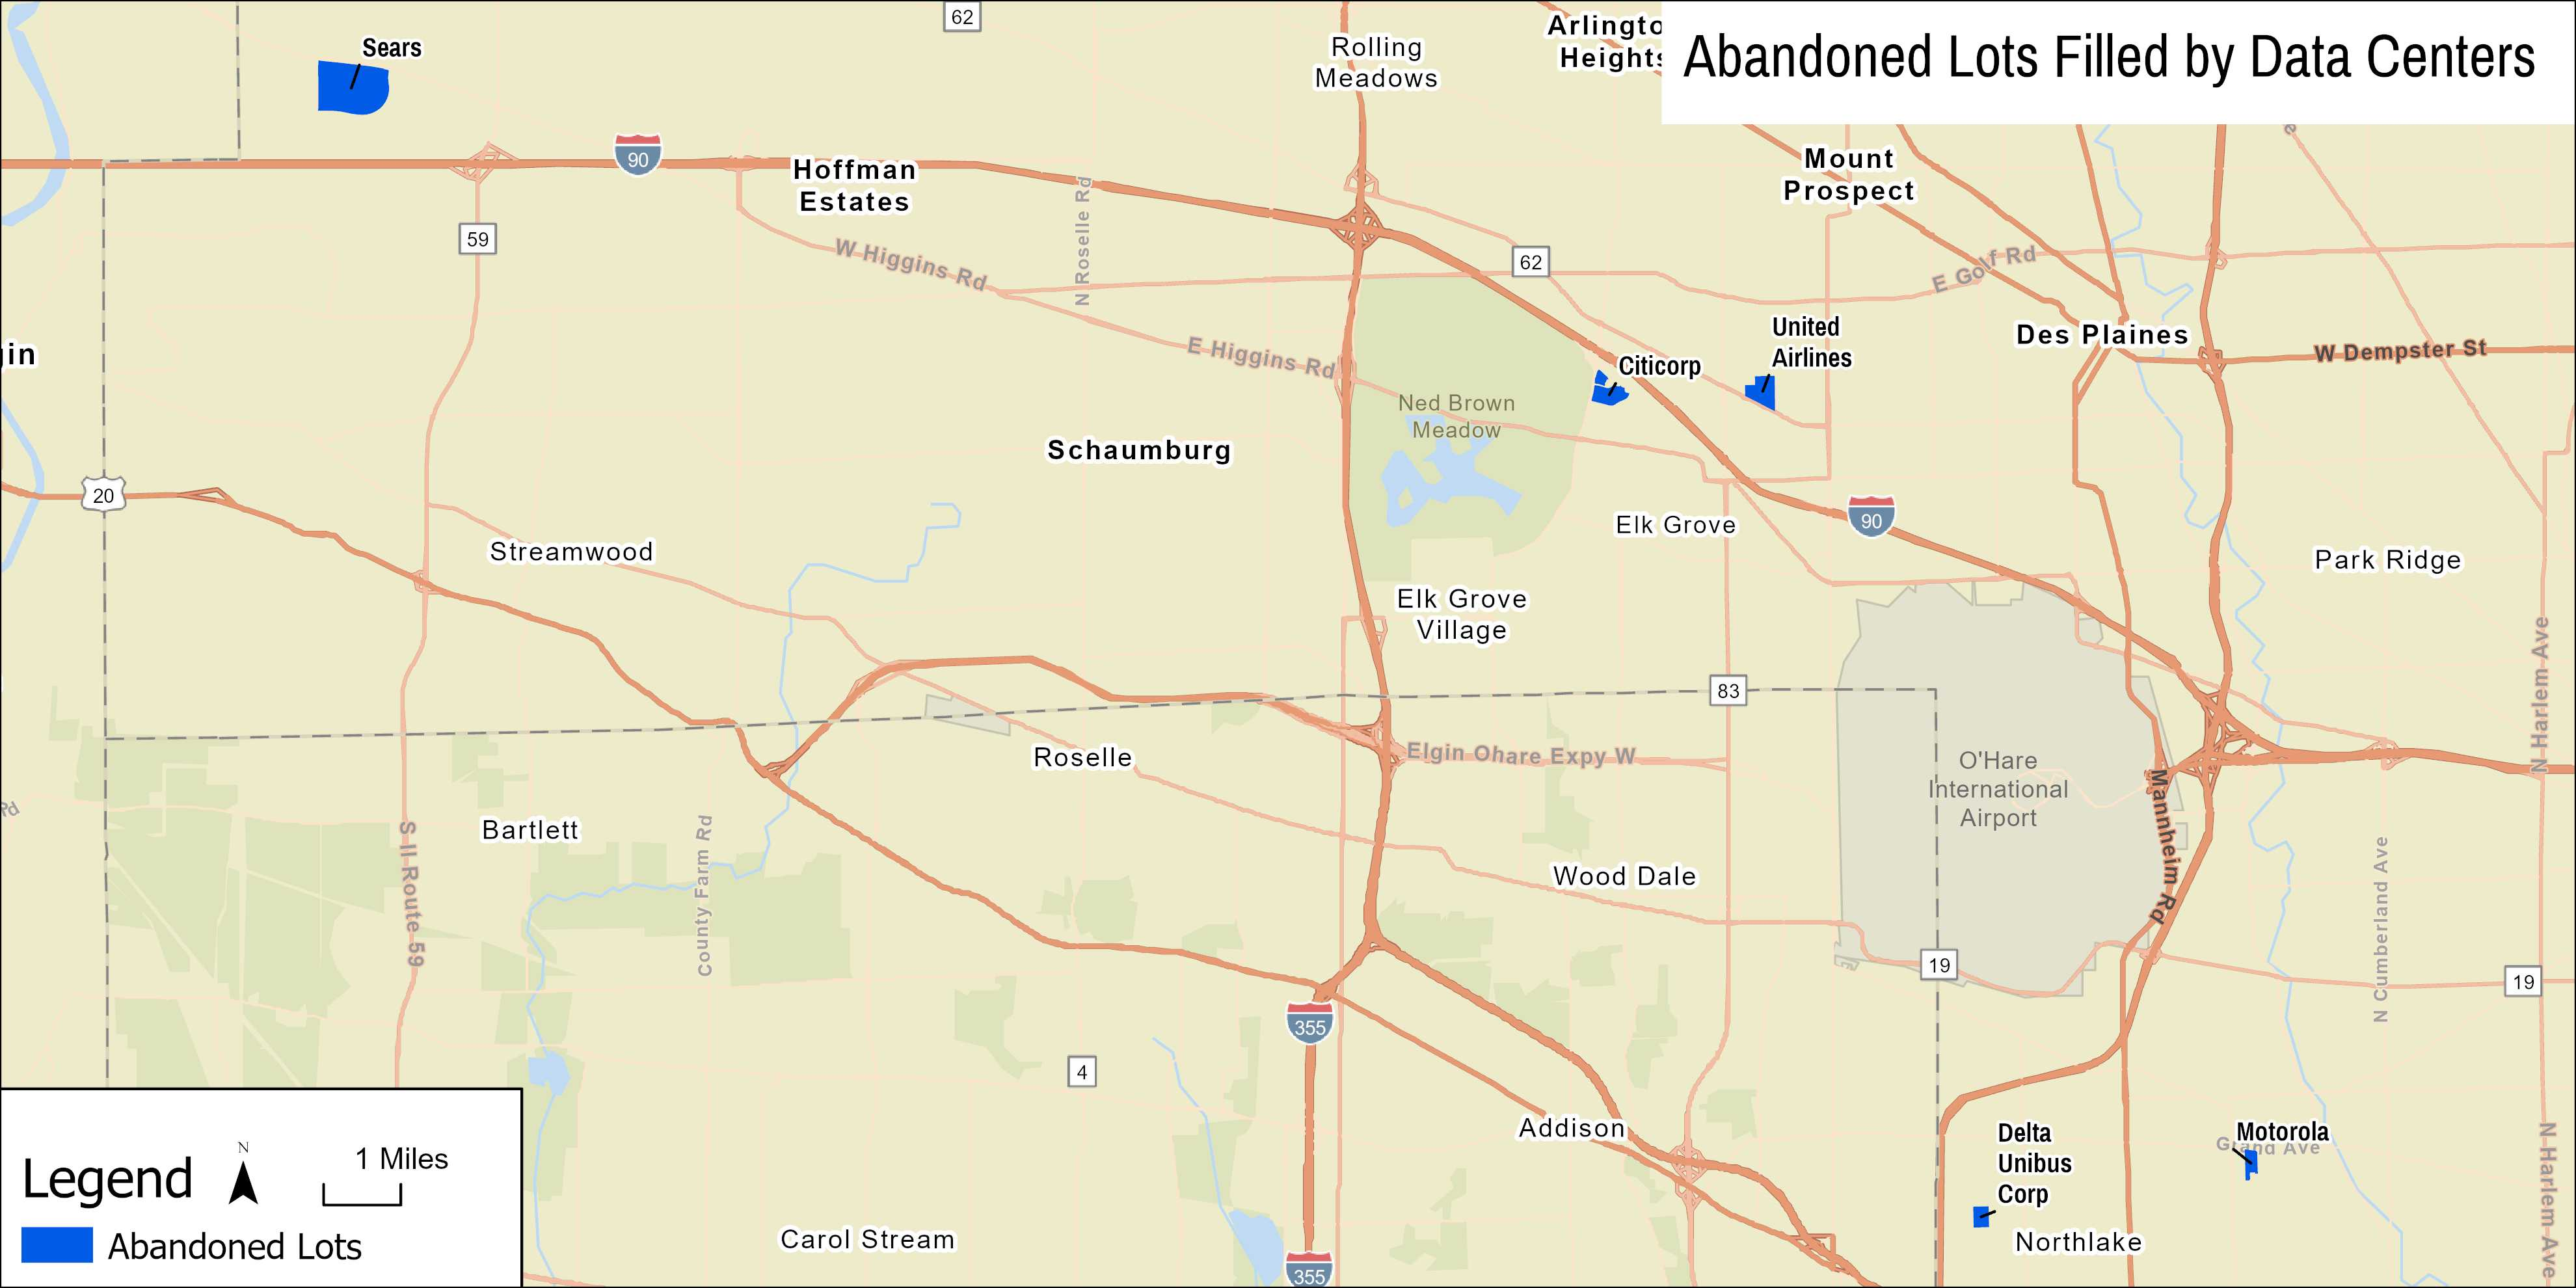 Abandoned Lots Filled by Data Centers
62
Sears
Rolling
Meadows
Heights
90
Hoffman
Estates
Mount
Prospect
59
N Roselle Rd
W Higgins Rd
62
E Golf Rd
United
Airlines
Des Plaines
W Dempster St
E Higgins Rd
Citicorp
Ned Brown
Meadow
Schaumburg
20
90
Elk Grove
Streamwood
Park Ridge
Elk Grove
Village
83
N Harlem Ave
Roselle
Elgin Ohare Expy W
O'Hare
International
Airport
Mannheim Rd
Rd
Bartlett
S Il Route 59
County Farm Rd
Wood Dale
N Cumberland Ave
19
19
355
4
Addison
Delta
Unibus
Corp
Motorola
Grand Ave
N Harlem Ave
Northlake
Carol Stream
355
Legend
N
1 Miles
Abandoned Lots